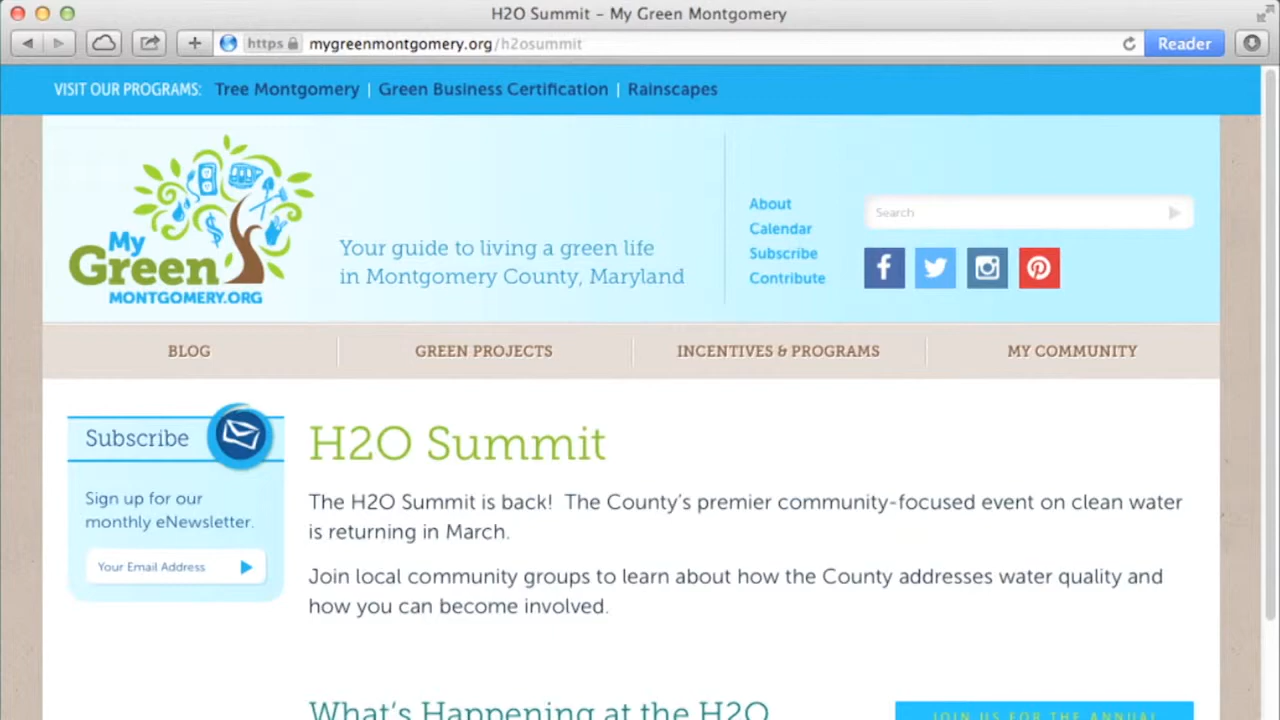 H2O Summit – My Green Montgomery
https mygreenmontgomery.org/h2osummit
Reader
VISIT OUR PROGRAMS: Tree Montgomery | Green Business Certification | Rainscapes
My
Green
MONTGOMERY.ORG
Your guide to living a green life
in Montgomery County, Maryland
About
Calendar
Subscribe
Contribute
Search
BLOG
GREEN PROJECTS
INCENTIVES & PROGRAMS
MY COMMUNITY
Subscribe
Sign up for our
monthly eNewsletter.
Your Email Address
H2O Summit
The H2O Summit is back! The County's premier community-focused event on clean water
is returning in March.
Join local community groups to learn about how the County addresses water quality and
how you can become involved.
What's Happening at the H2O
JOIN US FOR THE ANNUAL